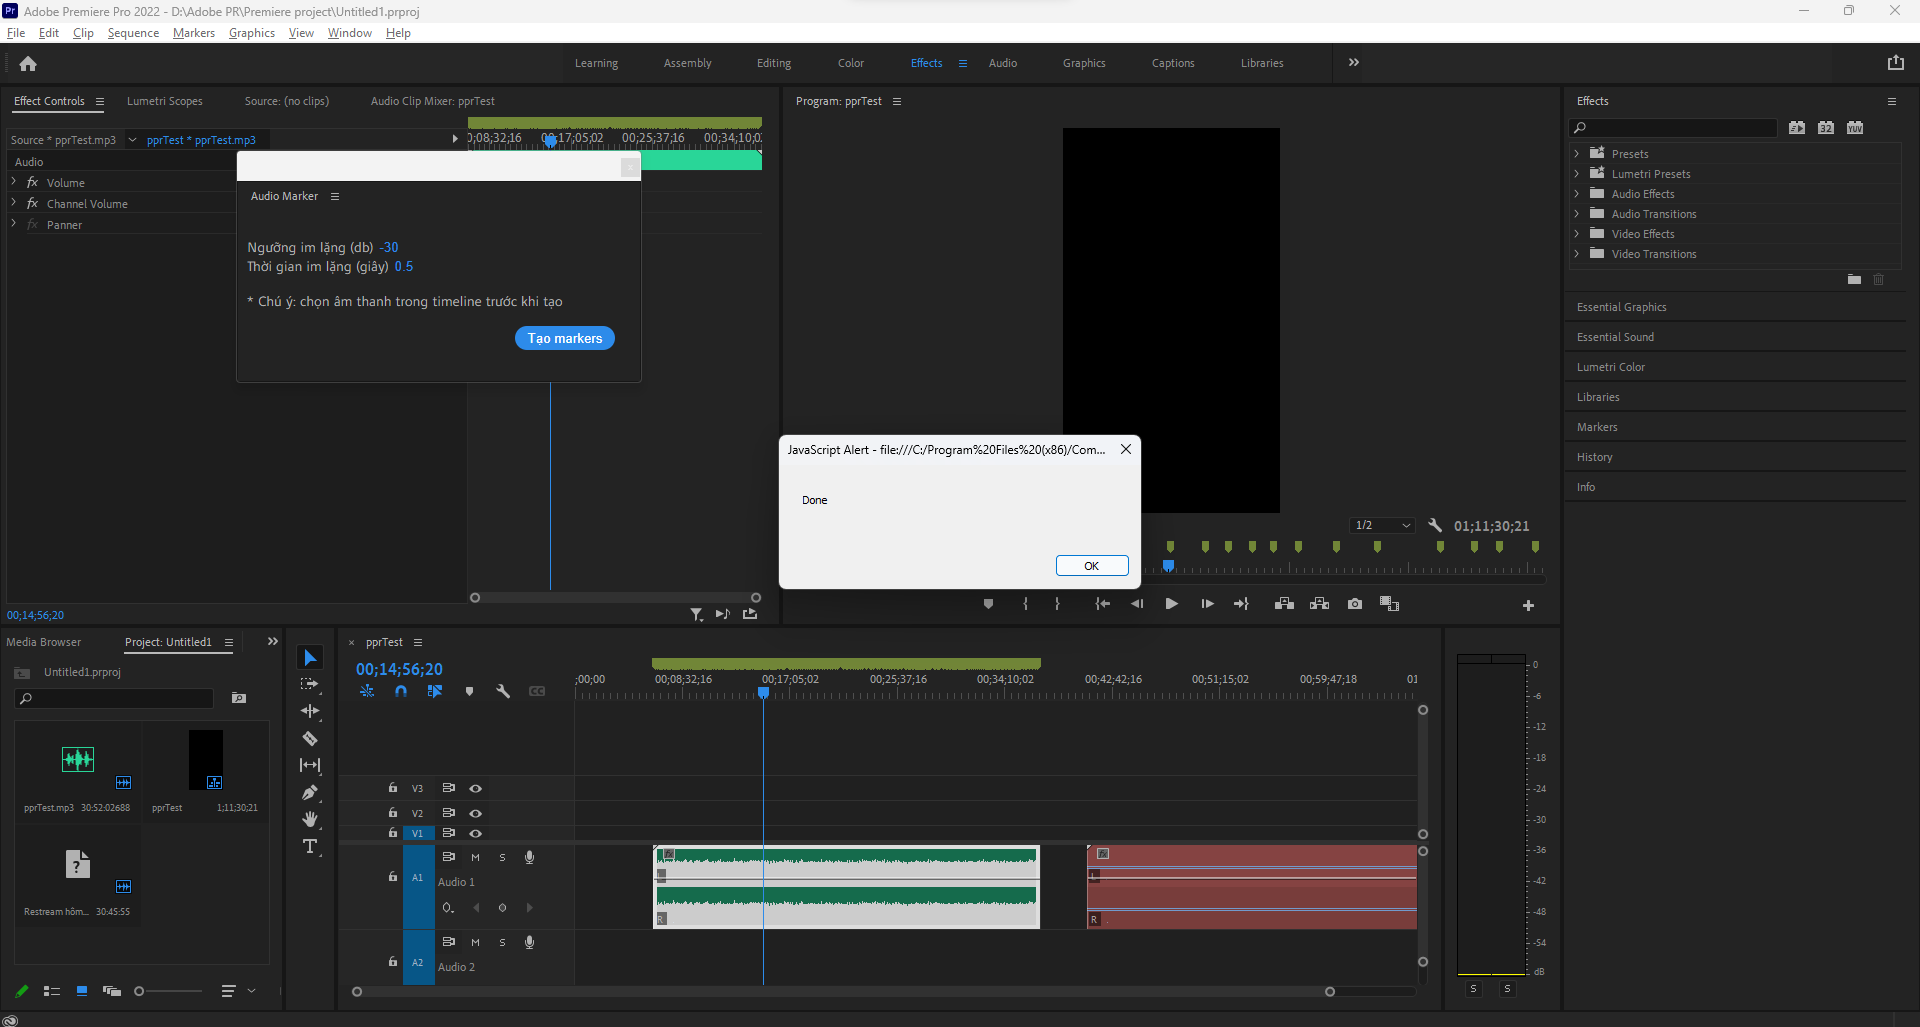 Adobe Premiere Pro 2022 - D:\Adobe PR\Premiere project\Untitled1.prproj
File Edit Clip Sequence Markers Graphics View Window Help
Learning Assembly Editing Color Effects Audio Graphics Captions Libraries
Effect Controls Lumetri Scopes Source: (no clips) Audio Clip Mixer: pprTest
Source * pprTest.mp3 pprTest * pprTest.mp3
00;17;05;02 00;25;37;16
Audio
fx Volume
fx Channel Volume
fx Panner
00;14;56;20
Audio Marker
Ngưỡng im lặng (db) -30
Thời gian im lặng (giây) 0.5
* Chú ý: chọn âm thanh trong timeline trước khi tạo
Tạo markers
Program: pprTest
1/2 01;11;30;21
JavaScript Alert - file:///C:/Program%20Files%20(x86)/Com...
Done
OK
Effects
32 YUV
Presets
Lumetri Presets
Audio Effects
Audio Transitions
Video Effects
Video Transitions
Essential Graphics
Essential Sound
Lumetri Color
Libraries
Markers
History
Info
Media Browser Project: Untitled1
Untitled1.prproj
pprTest.mp3 30:52:02688 pprTest 1;11;30;21
Restream hôm... 30:45:55
pprTest
00;14;56;20
;00;00 00;08;32;16 00;17;05;02 00;25;37;16 00;34;10;02 00;42;42;16 00;51;15;02 00;59;47;18 01
V3
V2
V1
A1 M S
Audio 1
L
R
L
R
A2 M S
Audio 2
0
-6
-12
-18
-24
-30
-36
-42
-48
-54
dB
S S